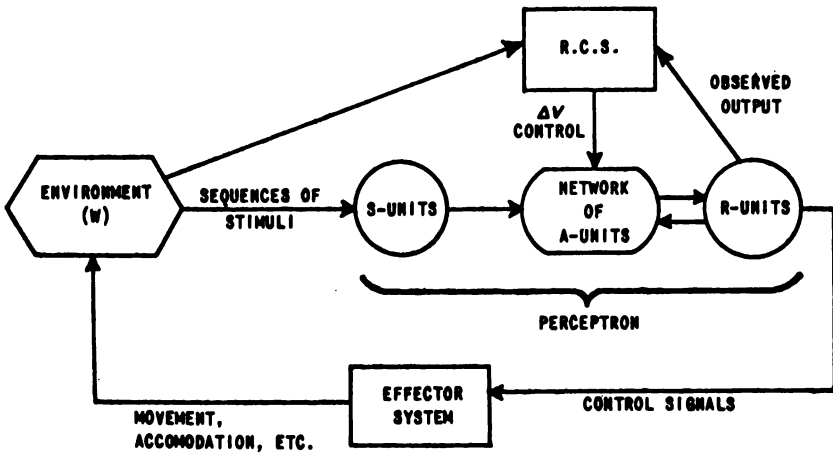 R.C.S.
OBSERVED
OUTPUT
ΔV
CONTROL
ENVIRONMENT
(W)
SEQUENCES OF
STIMULI
S-UNITS
NETWORK
OF
A-UNITS
R-UNITS
PERCEPTRON
EFFECTOR
SYSTEM
CONTROL SIGNALS
MOVEMENT,
ACCOMODATION, ETC.